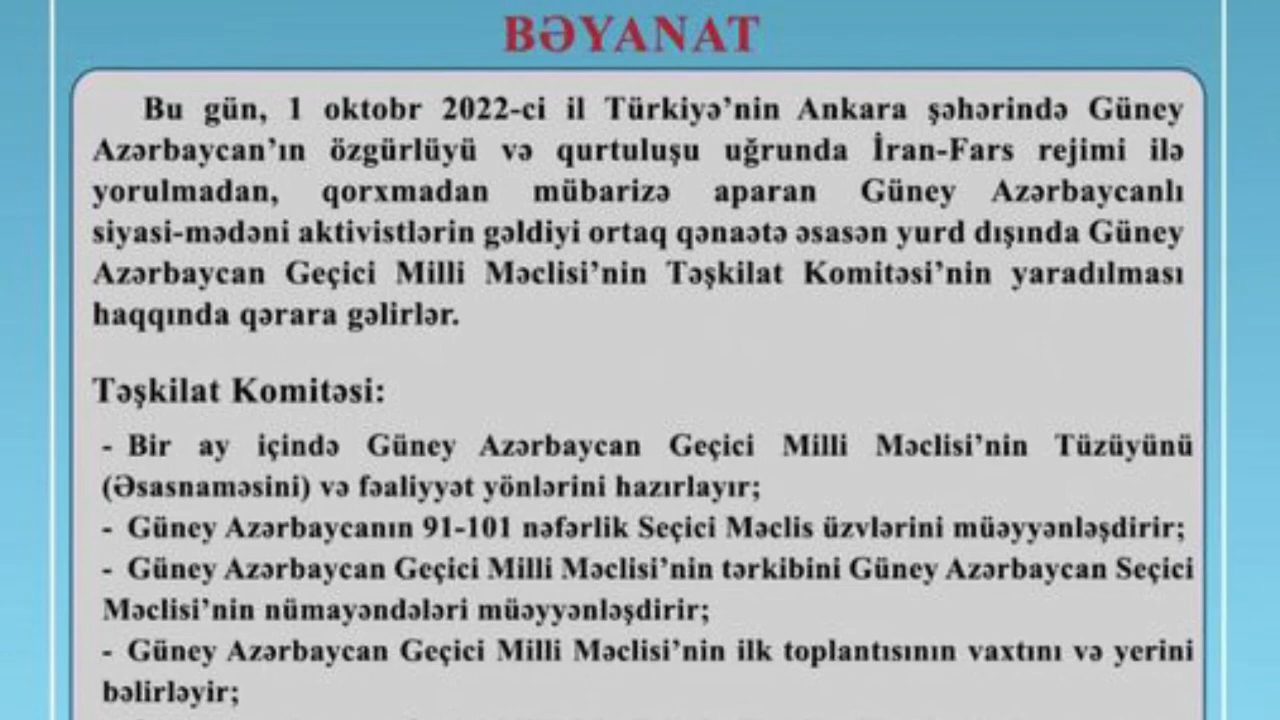 BƏYANAT
Bu gün, 1 oktobr 2022-ci il Türkiyə’nin Ankara şəhərində Güney
Azərbaycan’ın özgürlüyü və qurtuluşu uğrunda İran-Fars rejimi ilə
yorulmadan, qorxmadan mübarizə aparan Güney Azərbaycanlı
siyasi-mədəni aktivistlərin gəldiyi ortaq qənaətə əsasən yurd dışında Güney
Azərbaycan Geçici Milli Məclisi’nin Təşkilat Komitəsi’nin yaradılması
haqqında qərara gəlirlər.
Təşkilat Komitəsi:
- Bir ay içində Güney Azərbaycan Geçici Milli Məclisi’nin Tüzüyünü
(Əsasnaməsini) və fəaliyyət yönlərini hazırlayır;
- Güney Azərbaycanın 91-101 nəfərlik Seçici Məclis üzvlərini müəyyənləşdirir;
- Güney Azərbaycan Geçici Milli Məclisi’nin tərkibini Güney Azərbaycan Seçici
Məclisi’nin nümayəndələri müəyyənləşdirir;
- Güney Azərbaycan Geçici Milli Məclisi’nin ilk toplantısının vaxtını və yerini
bəlirləyir;